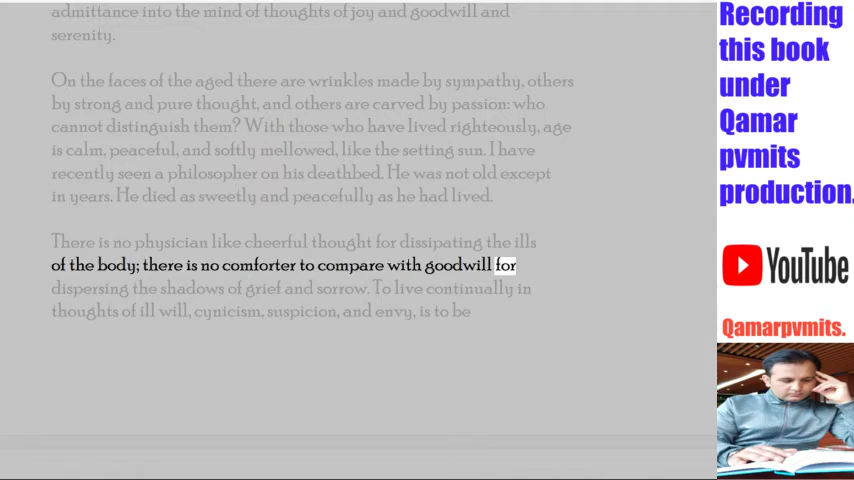 admittance into the mind of thoughts of joy and goodwill and
serenity.
On the faces of the aged there are wrinkles made by sympathy, others
by strong and pure thought, and others are carved by passion: who
cannot distinguish them? With those who have lived righteously, age
is calm, peaceful, and softly mellowed, like the setting sun. I have
recently seen a philosopher on his deathbed. He was not old except
in years. He died as sweetly and peacefully as he had lived.
There is no physician like cheerful thought for dissipating the ills
of the body; there is no comforter to compare with goodwill for
dispersing the shadows of grief and sorrow. To live continually in
thoughts of ill will, cynicism, suspicion, and envy, is to be
Recording
this book
under
Qamar
pvmits
production.
YouTube
Qamarpvmits.